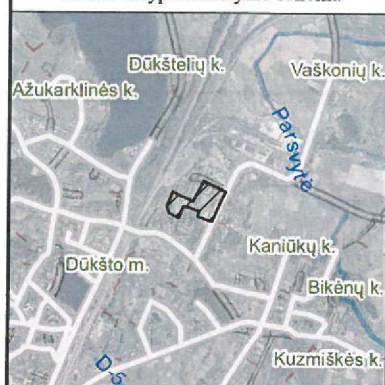 Dūkštelių k.
Vaškonių k.
Ažukarklinės k.
Parsvytė
Kaniūkų k.
Dūkšto m.
Bikėnų k.
Kuzmiškės k.